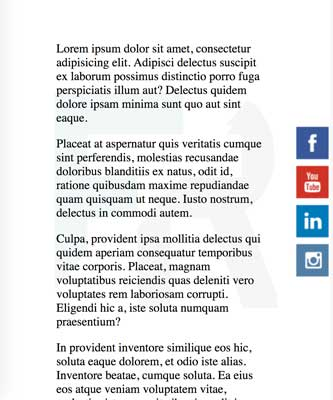 Lorem ipsum dolor sit amet, consectetur
adipisicing elit. Adipisci delectus suscipit
ex laborum possimus distinctio porro fuga
perspiciatis illum aut? Delectus quidem
dolore ipsam minima sunt quo aut sint
eaque.
Placeat at aspernatur quis veritatis cumque
sint perferendis, molestias recusandae
doloribus blanditiis ex natus, odit id,
ratione quibusdam maxime repudiandae
quam quisquam ut neque. Iusto nostrum,
delectus in commodi autem.
Culpa, provident ipsa mollitia delectus qui
quidem aperiam consequatur temporibus
vitae corporis. Placeat, magnam
voluptatibus reiciendis quas deleniti vero
voluptates rem laboriosam corrupti.
Eligendi hic a, iste soluta numquam
praesentium?
In provident inventore similique eos hic,
soluta eaque dolorem, et odio iste alias.
Inventore beatae, cumque soluta. Ea eius
eos atque veniam voluptatem vitae,
f
You
Tube
in